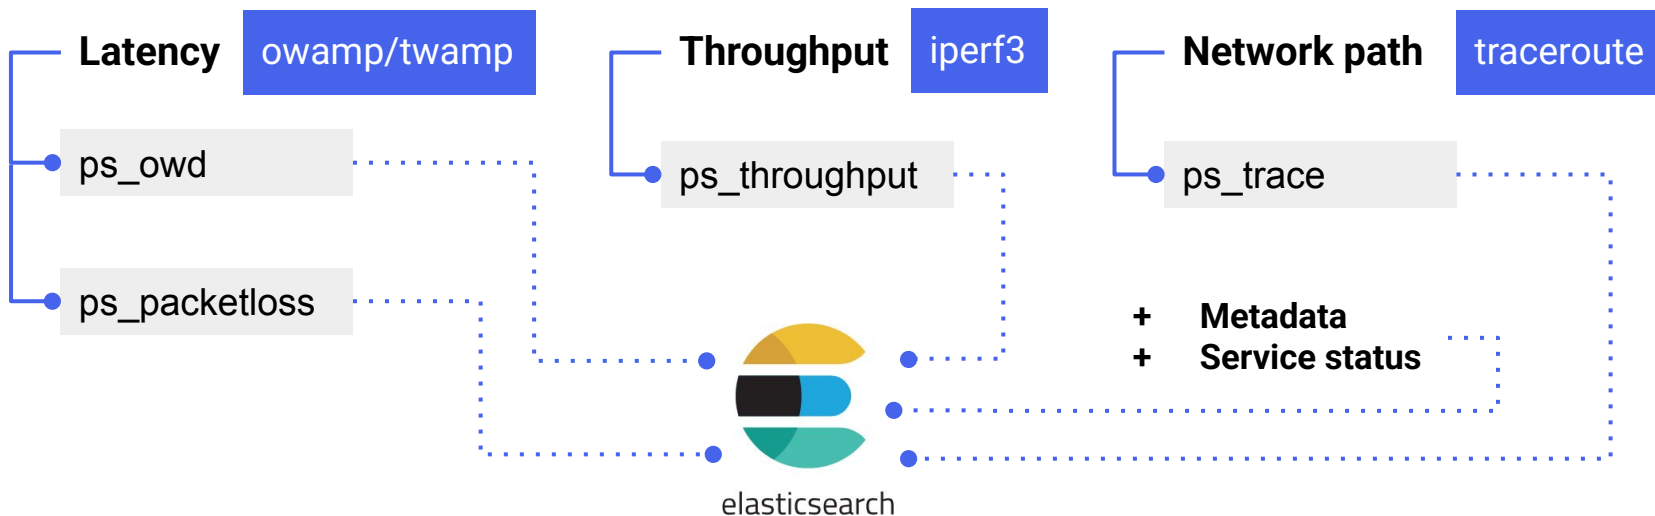 Latency
owamp/twamp
ps_owd
ps_packetloss
Throughput
iperf3
ps_throughput
Network path
traceroute
ps_trace
+ Metadata
+ Service status
elasticsearch